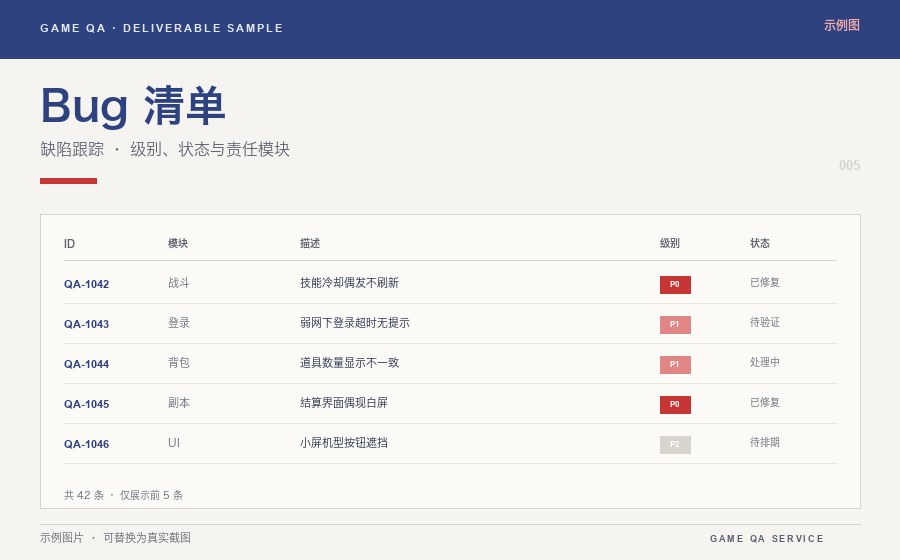 GAME QA · DELIVERABLE SAMPLE
示例图
Bug 清单
缺陷跟踪 · 级别、状态与责任模块
005
ID 模块 描述 级别 状态
QA-1042 战斗 技能冷却偶发不刷新 P0 已修复
QA-1043 登录 弱网下登录超时无提示 P1 待验证
QA-1044 背包 道具数量显示不一致 P1 处理中
QA-1045 副本 结算界面偶现白屏 P0 已修复
QA-1046 UI 小屏机型按钮遮挡 P2 待排期
共 42 条 · 仅展示前 5 条
示例图片 · 可替换为真实截图
GAME QA SERVICE